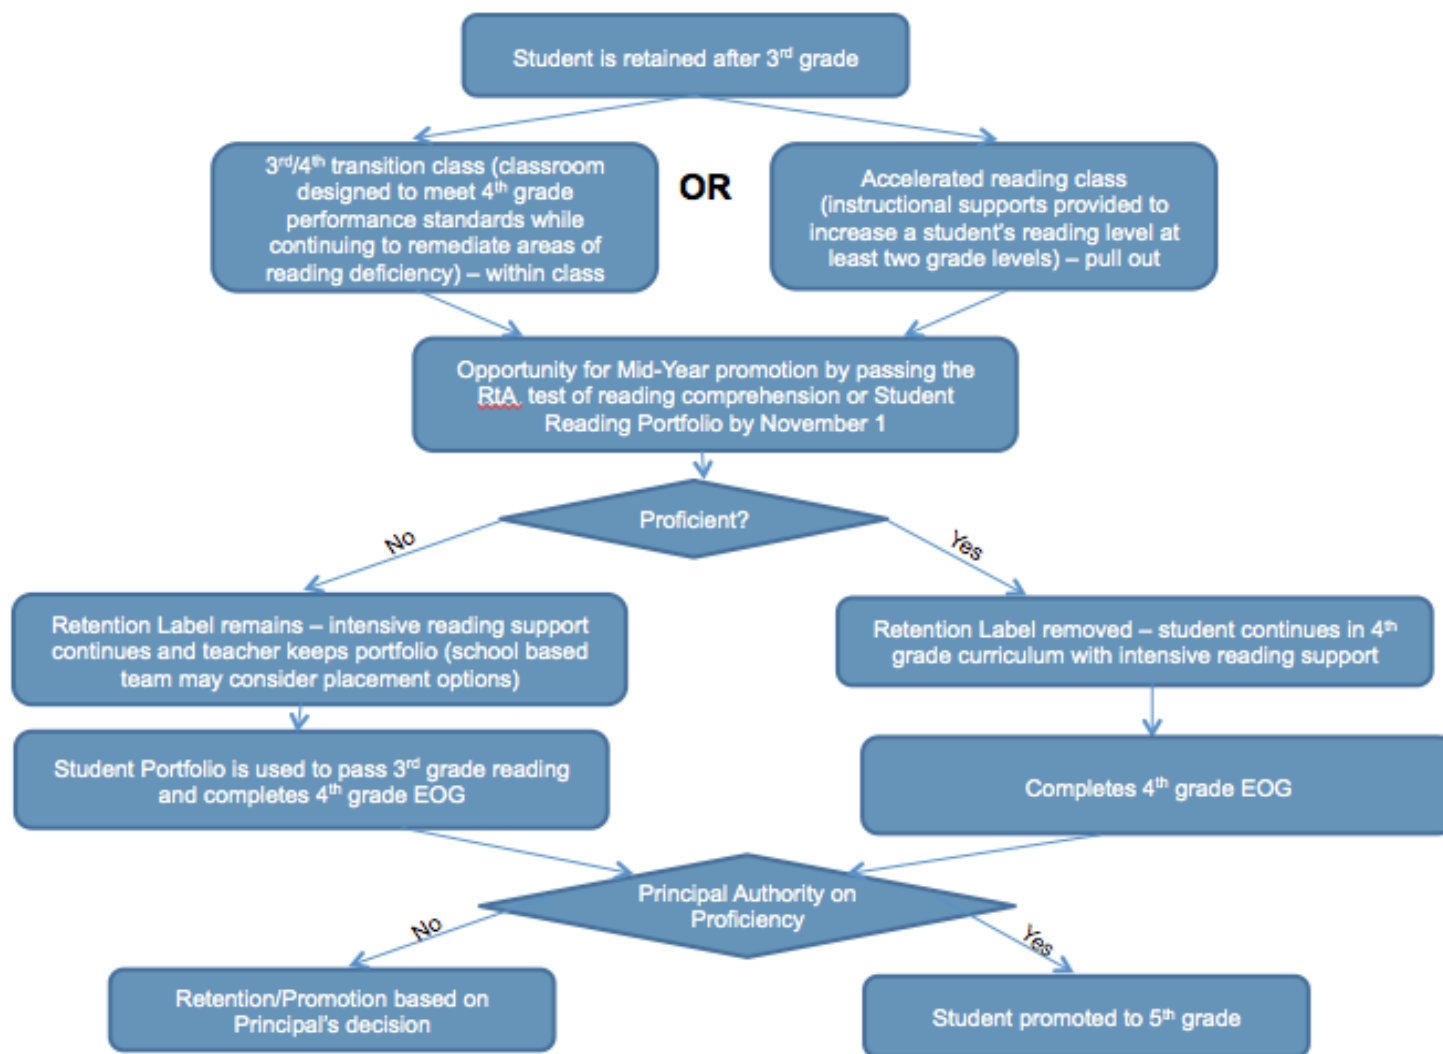 Student is retained after 3rd grade
3rd/4th transition class (classroom
designed to meet 4th grade
performance standards while
continuing to remediate areas of
reading deficiency) – within class
OR
Accelerated reading class
(instructional supports provided to
increase a student's reading level at
least two grade levels) – pull out
Opportunity for Mid-Year promotion by passing the
RtA test of reading comprehension or Student
Reading Portfolio by November 1
Proficient?
No
Yes
Retention Label remains – intensive reading support
continues and teacher keeps portfolio (school based
team may consider placement options)
Retention Label removed – student continues in 4th
grade curriculum with intensive reading support
Student Portfolio is used to pass 3rd grade reading
and completes 4th grade EOG
Completes 4th grade EOG
Principal Authority on
Proficiency
No
Yes
Retention/Promotion based on
Principal's decision
Student promoted to 5th grade